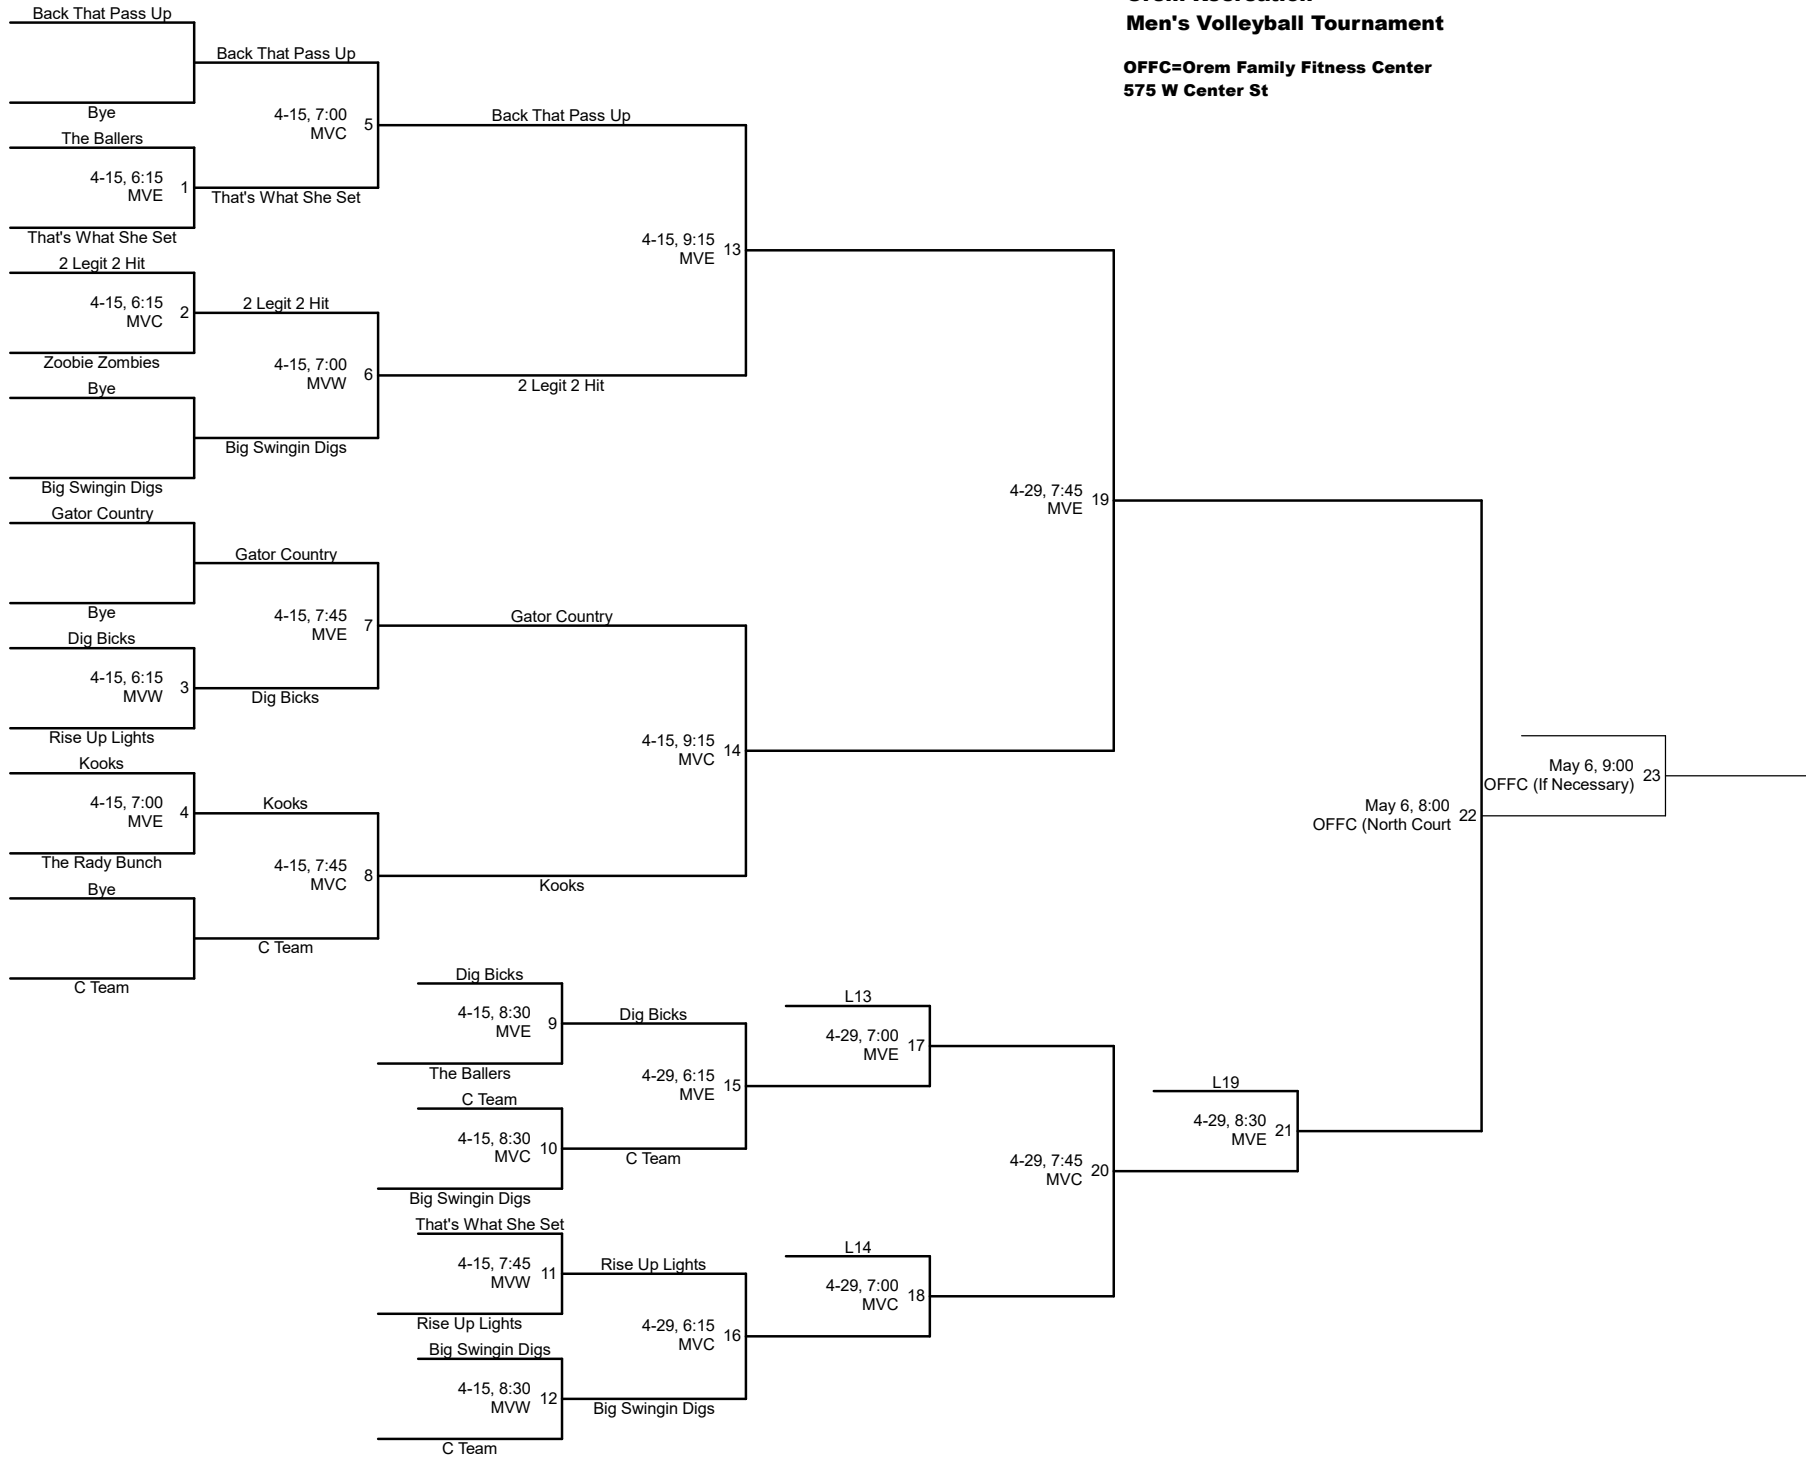 Back That Pass Up
Bye
The Ballers
4-15, 6:15
MVE
1
That's What She Set
2 Legit 2 Hit
4-15, 6:15
MVC
2
Zoobie Zombies
Bye
Big Swingin Digs
Gator Country
Bye
Dig Bicks
4-15, 6:15
MVW
3
Rise Up Lights
Kooks
4-15, 7:00
MVE
4
The Rady Bunch
Bye
C Team
Back That Pass Up
4-15, 7:00
MVC
5
That's What She Set
2 Legit 2 Hit
4-15, 7:00
MVW
6
Big Swingin Digs
Gator Country
4-15, 7:45
MVE
7
Dig Bicks
Kooks
4-15, 7:45
MVC
8
C Team
Back That Pass Up
4-15, 9:15
MVE
13
2 Legit 2 Hit
Gator Country
4-15, 9:15
MVC
14
Kooks
4-29, 7:45
MVE
19
Men's Volleyball Tournament
OFFC=Orem Family Fitness Center
575 W Center St
May 6, 8:00
OFFC (North Court
22
May 6, 9:00
OFFC (If Necessary)
23
Dig Bicks
4-15, 8:30
MVE
9
The Ballers
C Team
4-15, 8:30
MVC
10
Big Swingin Digs
That's What She Set
4-15, 7:45
MVW
11
Rise Up Lights
Big Swingin Digs
4-15, 8:30
MVW
12
C Team
Dig Bicks
4-29, 6:15
MVE
15
C Team
Rise Up Lights
4-29, 6:15
MVC
16
Big Swingin Digs
L13
4-29, 7:00
MVE
17
L14
4-29, 7:00
MVC
18
4-29, 7:45
MVC
20
L19
4-29, 8:30
MVE
21